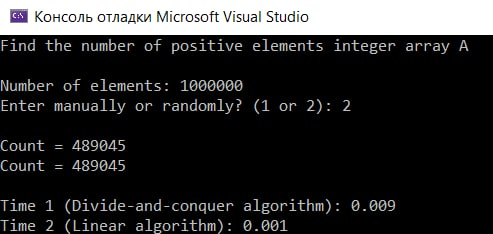 Консоль отладки Microsoft Visual Studio
Find the number of positive elements integer array A
Number of elements: 1000000
Enter manually or randomly? (1 or 2): 2
Count = 489045
Count = 489045
Time 1 (Divide-and-conquer algorithm): 0.009
Time 2 (Linear algorithm): 0.001